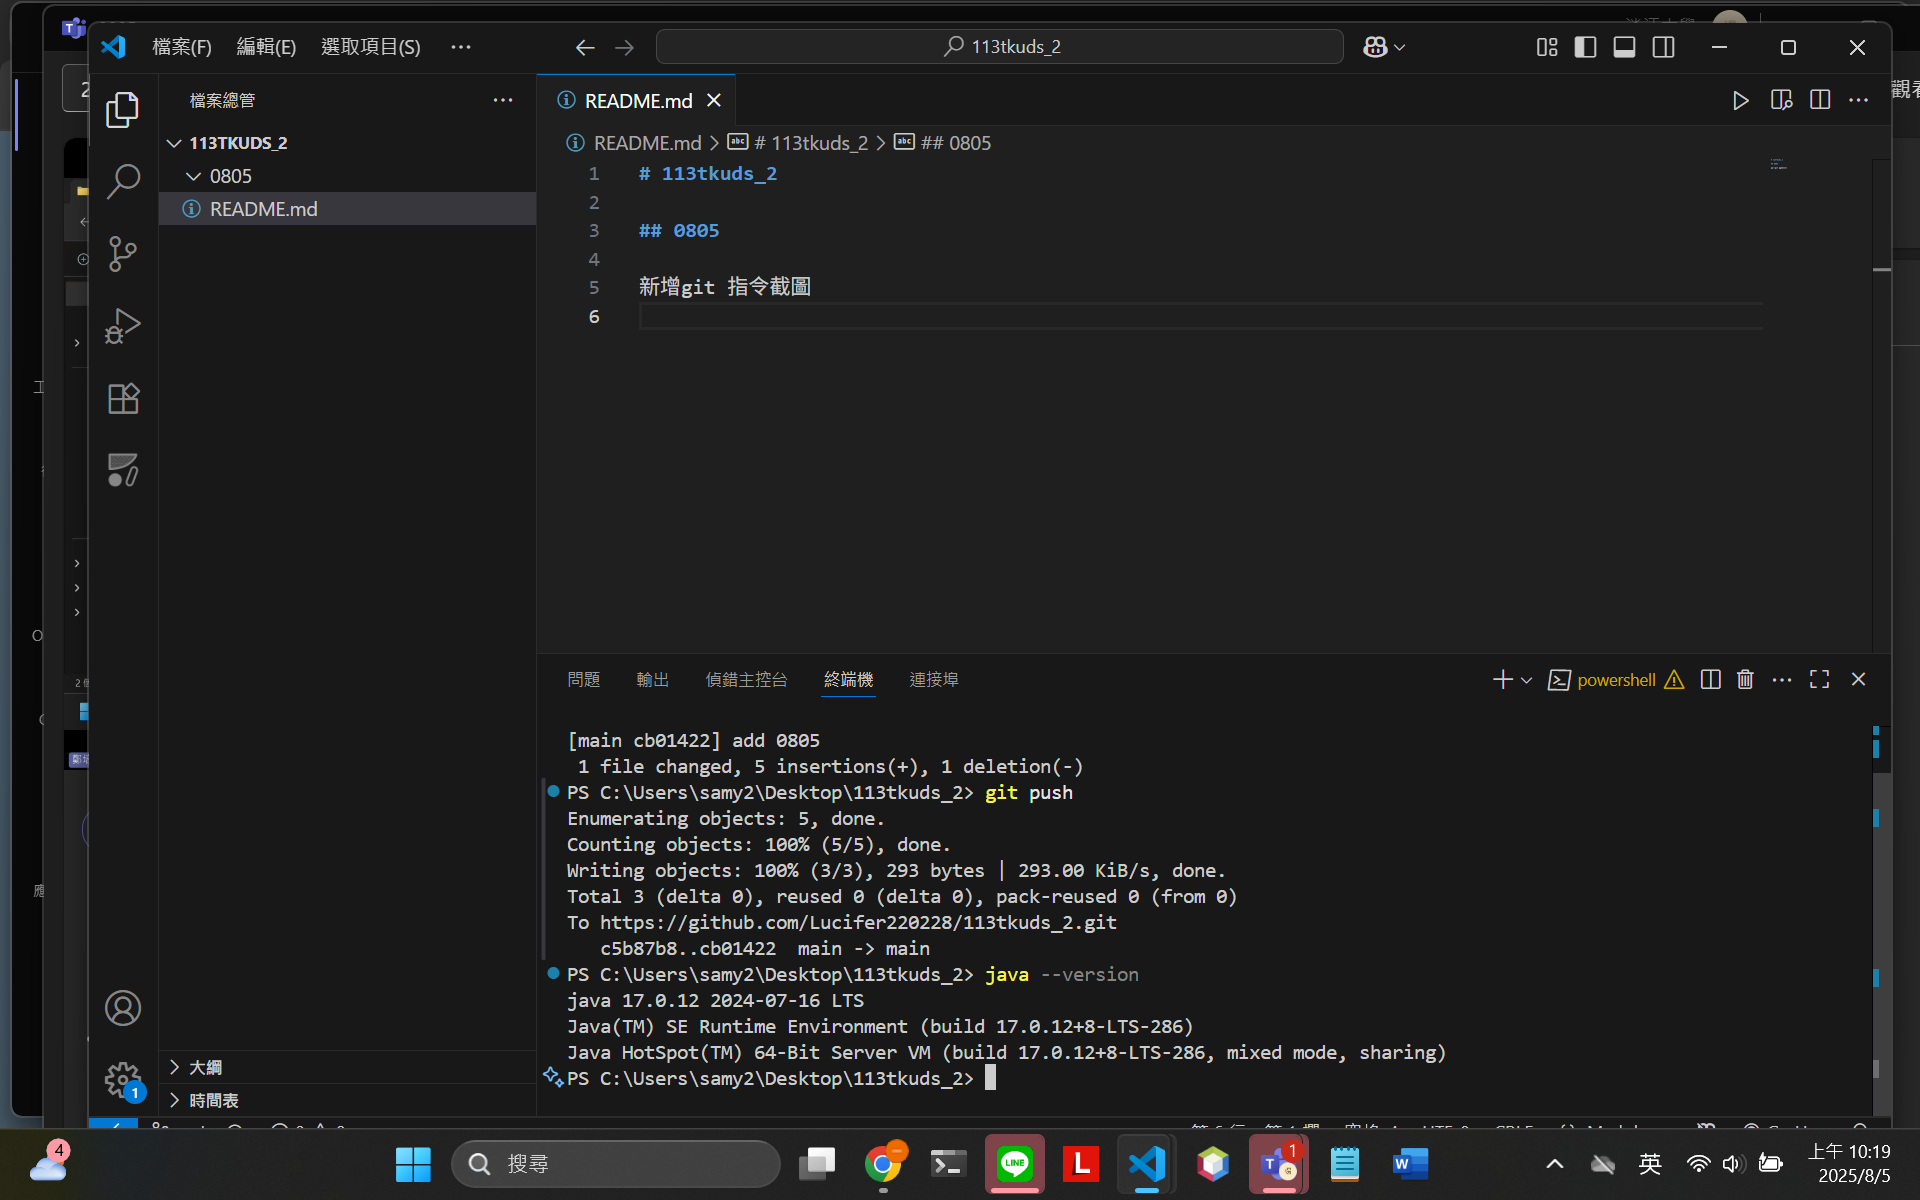 檔案(F) 編輯(E) 選取項目(S) ··· 113tkuds_2
檔案總管
113TKUDS_2
0805
README.md
大綱
時間表
README.md
README.md > # 113tkuds_2 > ## 0805
1 # 113tkuds_2
2
3 ## 0805
4
5 新增git 指令截圖
6
問題 輸出 偵錯主控台 終端機 連接埠 powershell
[main cb01422] add 0805
1 file changed, 5 insertions(+), 1 deletion(-)
PS C:\Users\samy2\Desktop\113tkuds_2> git push
Enumerating objects: 5, done.
Counting objects: 100% (5/5), done.
Writing objects: 100% (3/3), 293 bytes | 293.00 KiB/s, done.
Total 3 (delta 0), reused 0 (delta 0), pack-reused 0 (from 0)
To https://github.com/Lucifer220228/113tkuds_2.git
c5b87b8..cb01422  main -> main
PS C:\Users\samy2\Desktop\113tkuds_2> java --version
java 17.0.12 2024-07-16 LTS
Java(TM) SE Runtime Environment (build 17.0.12+8-LTS-286)
Java HotSpot(TM) 64-Bit Server VM (build 17.0.12+8-LTS-286, mixed mode, sharing)
PS C:\Users\samy2\Desktop\113tkuds_2>
1
4
搜尋
LINE
L
T
1
W
英
上午 10:19
2025/8/5